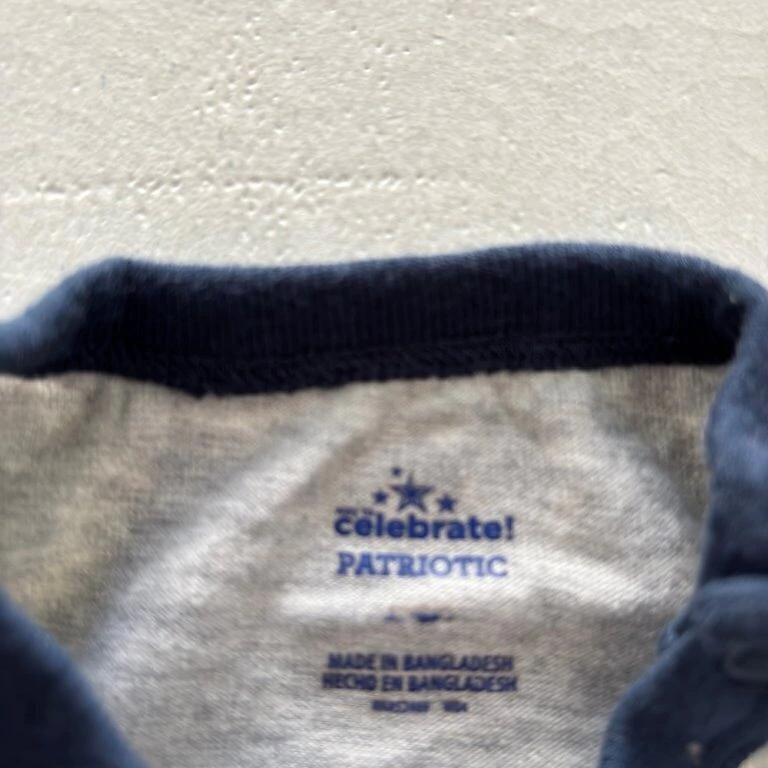 celebrate!
PATRIOTIC
MADE IN BANGLADESH
HECHO EN BANGLADESH